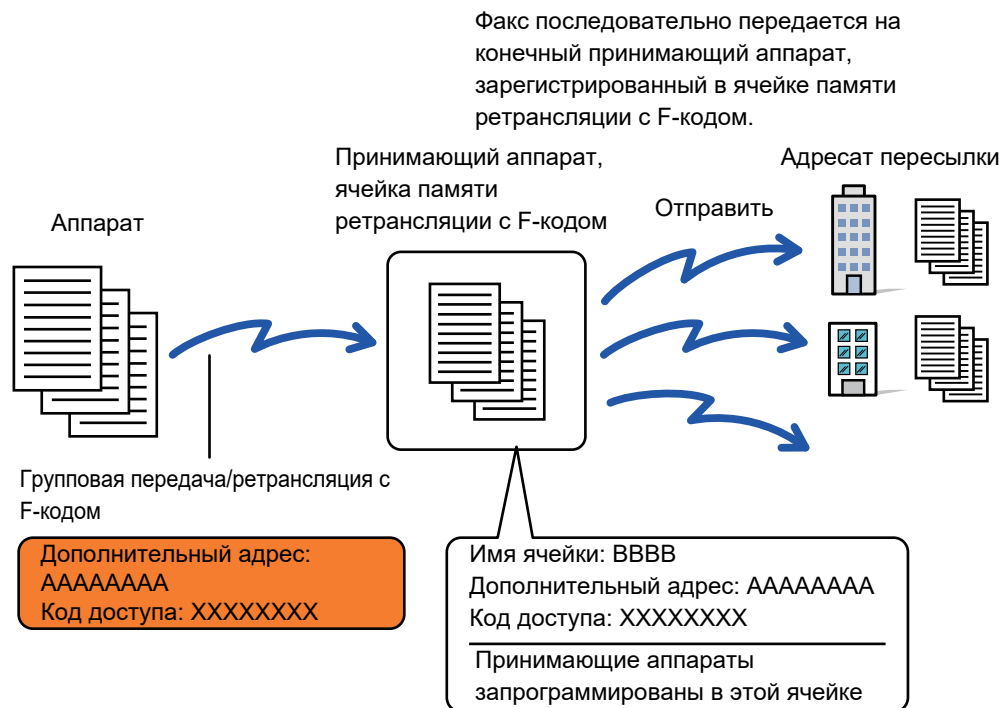 Факс последовательно передается на
конечный принимающий аппарат,
зарегистрированный в ячейке памяти
ретрансляции с F-кодом.
Принимающий аппарат,
ячейка памяти
ретрансляции с F-кодом
Адресат пересылки
Аппарат
Отправить
Групповая передача/ретрансляция с
F-кодом
Дополнительный адрес:
AAAAAAAA
Код доступа: XXXXXXXX
Имя ячейки: BBBB
Дополнительный адрес: AAAAAAAA
Код доступа: XXXXXXXX
Принимающие аппараты
запрограммированы в этой ячейке